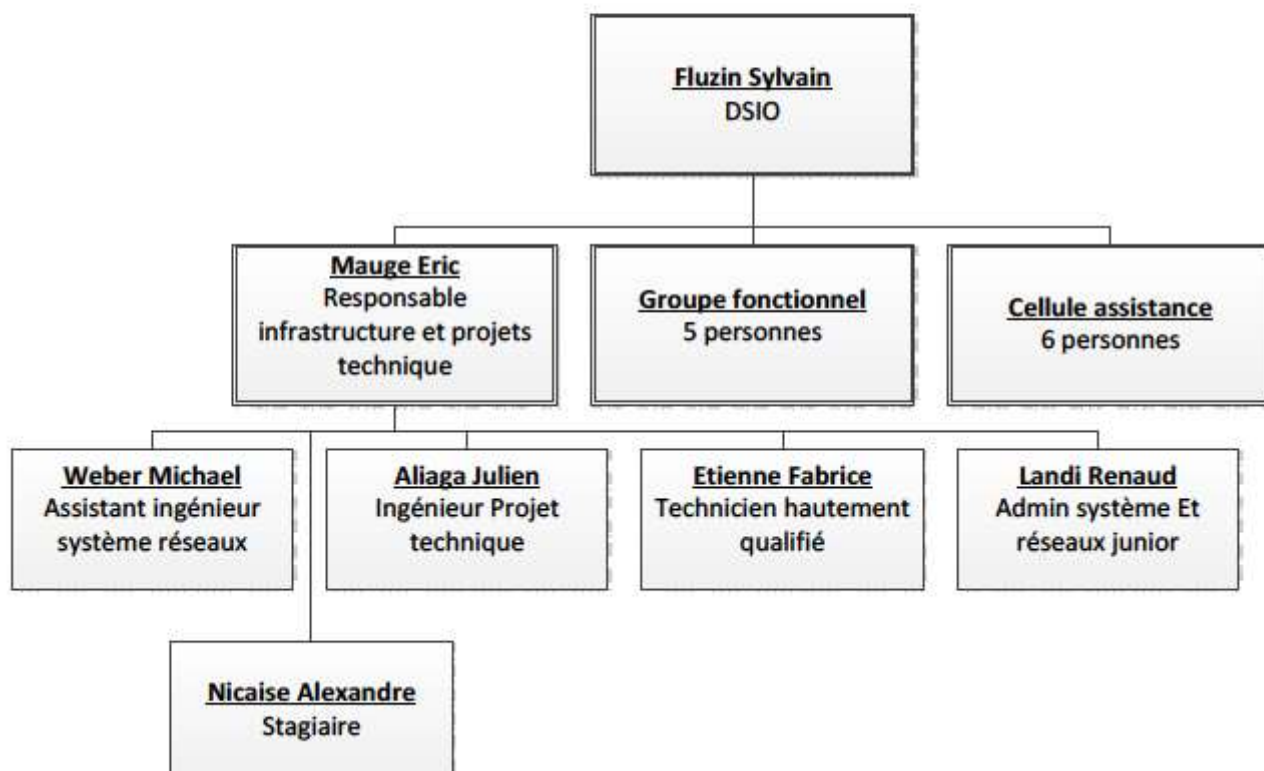 Fluzin Sylvain
DSIO
Mauge Eric
Responsable
infrastructure et projets
technique
Groupe fonctionnel
5 personnes
Cellule assistance
6 personnes
Weber Michael
Assistant ingénieur
système réseaux
Aliaga Julien
Ingénieur Projet
technique
Etienne Fabrice
Technicien hautement
qualifié
Landi Renaud
Admin système Et
réseaux junior
Nicaise Alexandre
Stagiaire